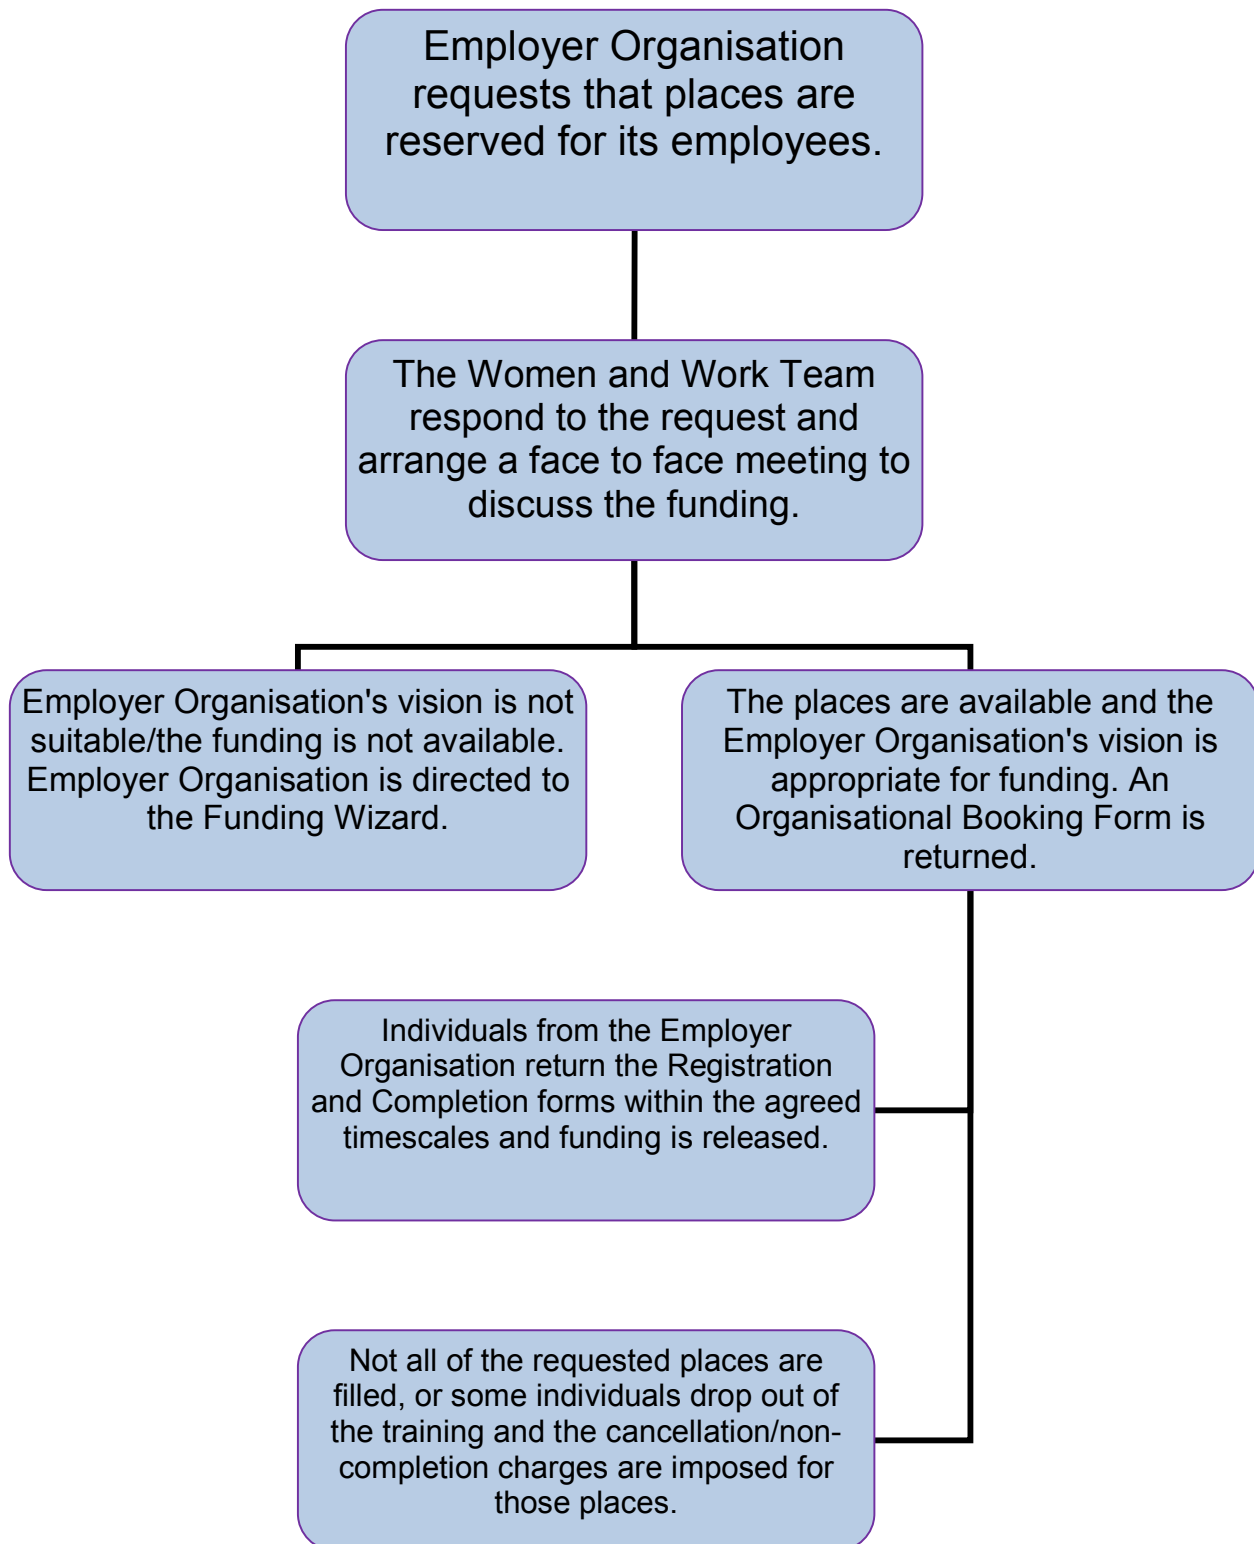 Employer Organisation
requests that places are
reserved for its employees.
The Women and Work Team
respond to the request and
arrange a face to face meeting to
discuss the funding.
Employer Organisation's vision is not
suitable/the funding is not available.
Employer Organisation is directed to
the Funding Wizard.
The places are available and the
Employer Organisation's vision is
appropriate for funding. An
Organisational Booking Form is
returned.
Individuals from the Employer
Organisation return the Registration
and Completion forms within the agreed
timescales and funding is released.
Not all of the requested places are
filled, or some individuals drop out of
the training and the cancellation/non-
completion charges are imposed for
those places.